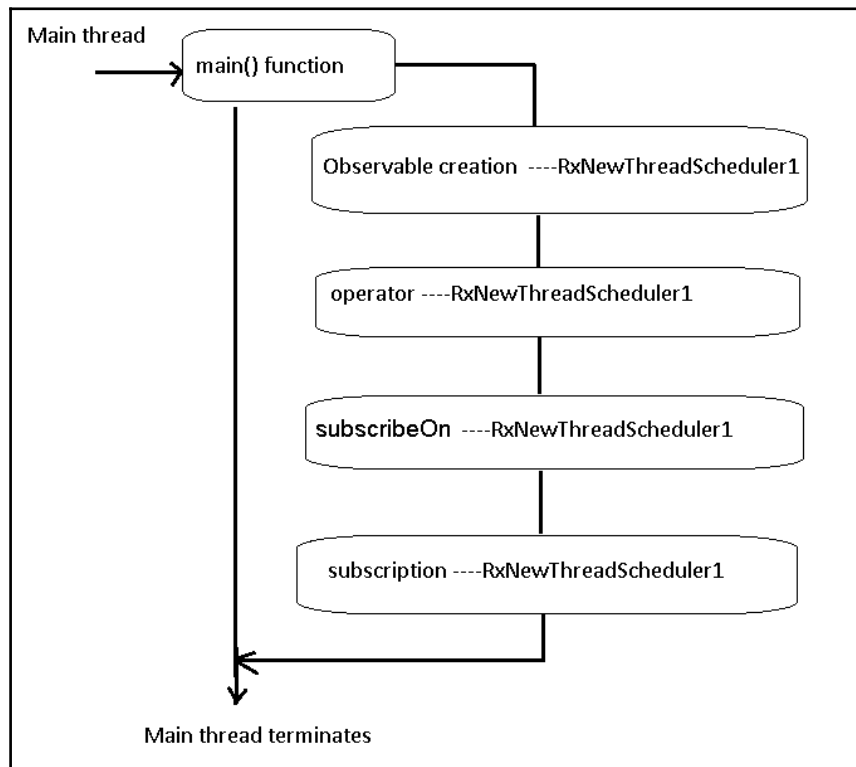 Main thread
main() function
Observable creation ----RxNewThreadScheduler1
operator ----RxNewThreadScheduler1
subscribeOn ----RxNewThreadScheduler1
subscription ----RxNewThreadScheduler1
Main thread terminates